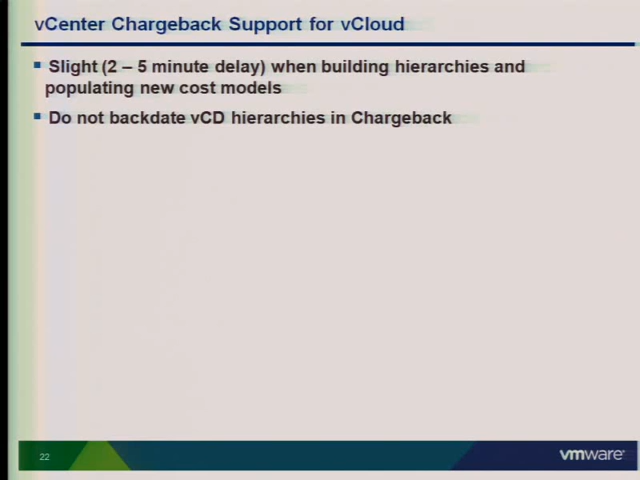 vCenter Chargeback Support for vCloud
Slight (2 – 5 minute delay) when building hierarchies and
populating new cost models
Do not backdate vCD hierarchies in Chargeback
22
vmware